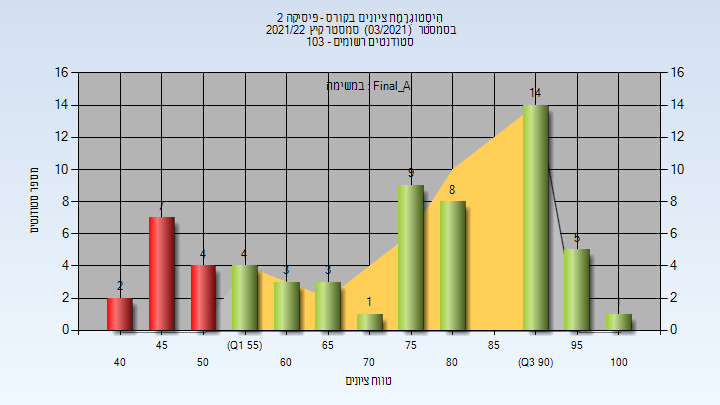 היסטוגרמת ציונים בקורס - פיסיקה 2
בסמסטר (03/2021) סמסטר קיץ 2021/22
סטודנטים רשומים - 103
במשימה : Final_A
16 16
14 14
12 12
10 10
8 8
6 6
4 4
2 2
0 0
2 7 4 4 3 3 1 9 8 14 5
מספר סטודנטים
45 (Q1 55) 65 75 85 95
40 50 60 70 80 (Q3 90) 100
טווח ציונים